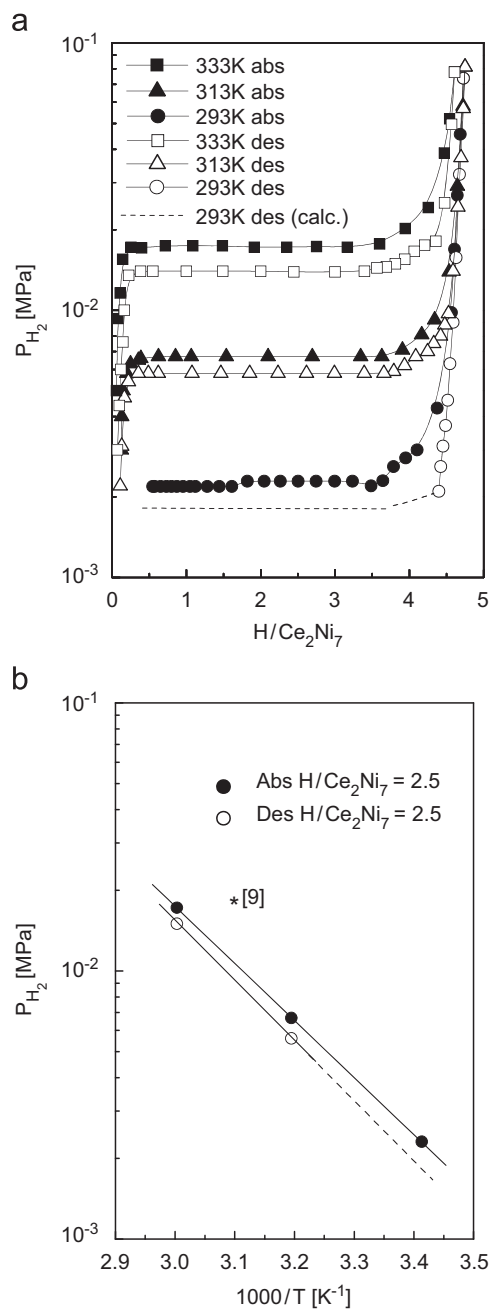 a
10⁻¹
10⁻²
10⁻³
P_H₂ [MPa]
333K abs
313K abs
293K abs
333K des
313K des
293K des
293K des (calc.)
0 1 2 3 4 5
H/Ce₂Ni₇
b
10⁻¹
10⁻²
10⁻³
P_H₂ [MPa]
Abs H/Ce₂Ni₇ = 2.5
Des H/Ce₂Ni₇ = 2.5
*[9]
2.9 3.0 3.1 3.2 3.3 3.4 3.5
1000/T [K⁻¹]